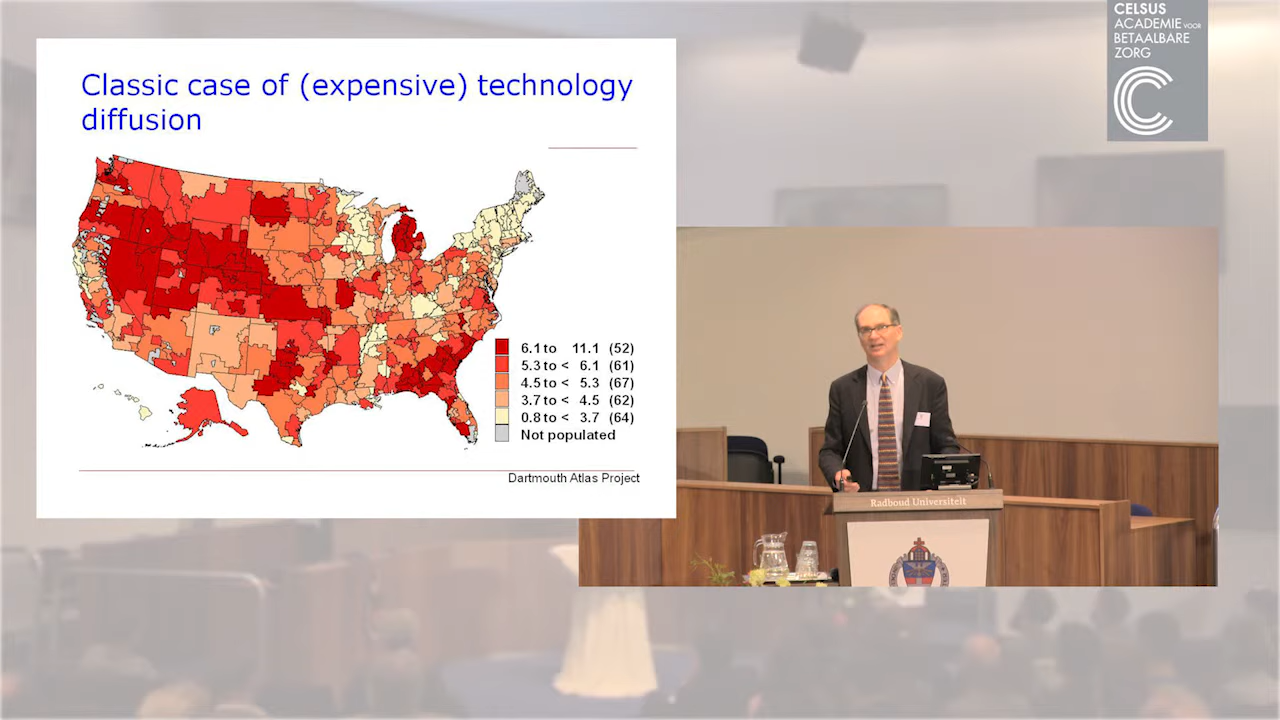 CELSUS
ACADEMIE VOOR
BETAALBARE
ZORG
Classic case of (expensive) technology
diffusion
6.1 to 11.1 (52)
5.3 to < 6.1 (61)
4.5 to < 5.3 (67)
3.7 to < 4.5 (62)
0.8 to < 3.7 (64)
Not populated
Dartmouth Atlas Project
Radboud Universiteit